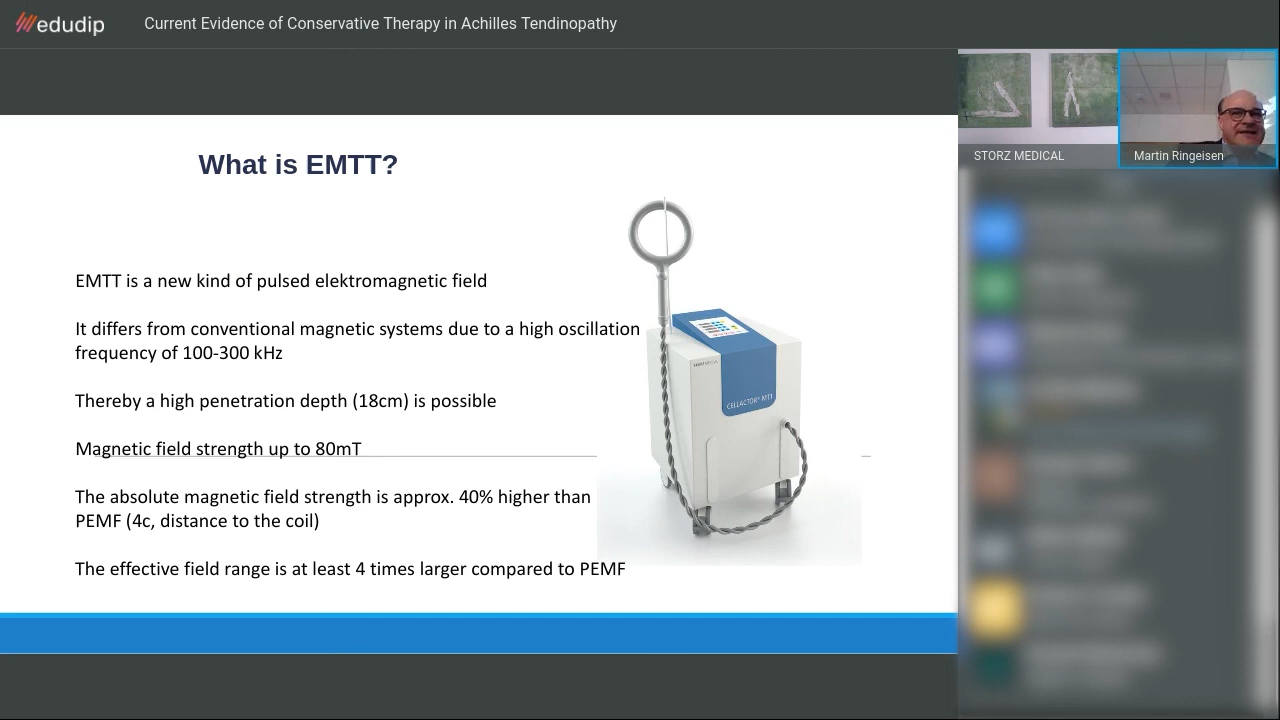 edudip
Current Evidence of Conservative Therapy in Achilles Tendinopathy
STORZ MEDICAL
Martin Ringeisen
What is EMTT?
EMTT is a new kind of pulsed elektromagnetic field
It differs from conventional magnetic systems due to a high oscillation
frequency of 100-300 kHz
Thereby a high penetration depth (18cm) is possible
Magnetic field strength up to 80mT
The absolute magnetic field strength is approx. 40% higher than
PEMF (4c, distance to the coil)
The effective field range is at least 4 times larger compared to PEMF
CELLACTOR® MT1